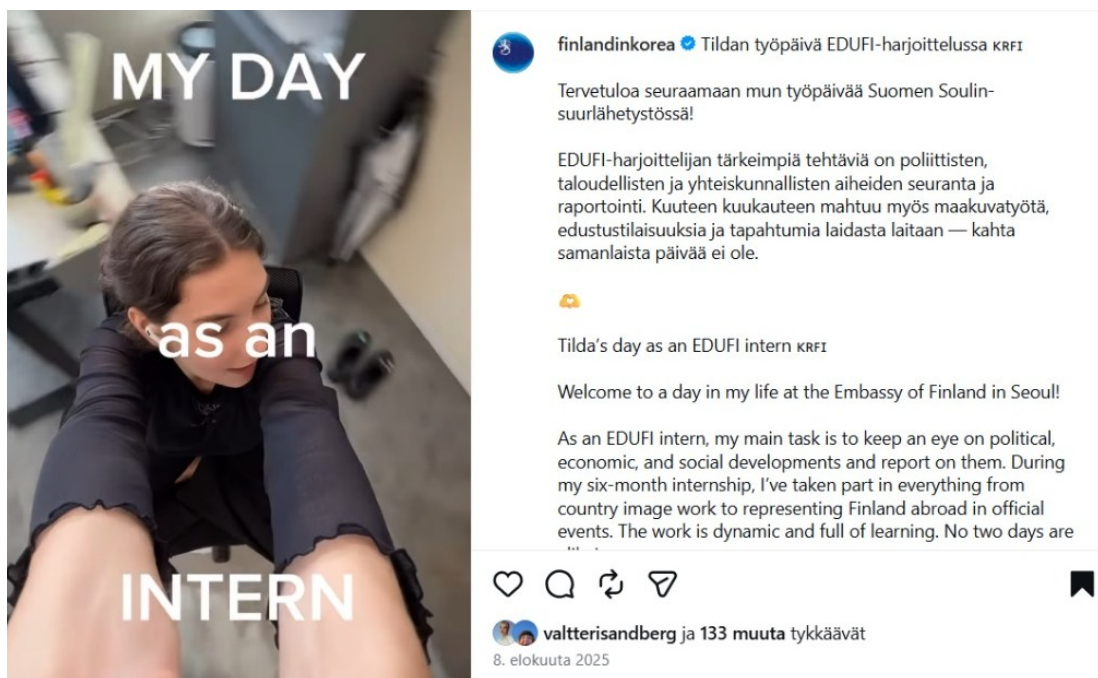 MY DAY
as an
INTERN
finlandinkorea Tildan työpäivä EDUFI-harjoittelussa KRFI
Tervetuloa seuraamaan mun työpäivää Suomen Soulin-
suurlähetystössä!
EDUFI-harjoittelijan tärkeimpiä tehtäviä on poliittisten,
taloudellisten ja yhteiskunnallisten aiheiden seuranta ja
raportointi. Kuuteen kuukauteen mahtuu myös maakuvatyötä,
edustustilaisuuksia ja tapahtumia laidasta laitaan — kahta
samanlaista päivää ei ole.
🫶
Tilda’s day as an EDUFI intern KRFI
Welcome to a day in my life at the Embassy of Finland in Seoul!
As an EDUFI intern, my main task is to keep an eye on political,
economic, and social developments and report on them. During
my six-month internship, I’ve taken part in everything from
country image work to representing Finland abroad in official
events. The work is dynamic and full of learning. No two days are
valtterisandberg ja 133 muuta tykkäävät
8. elokuuta 2025